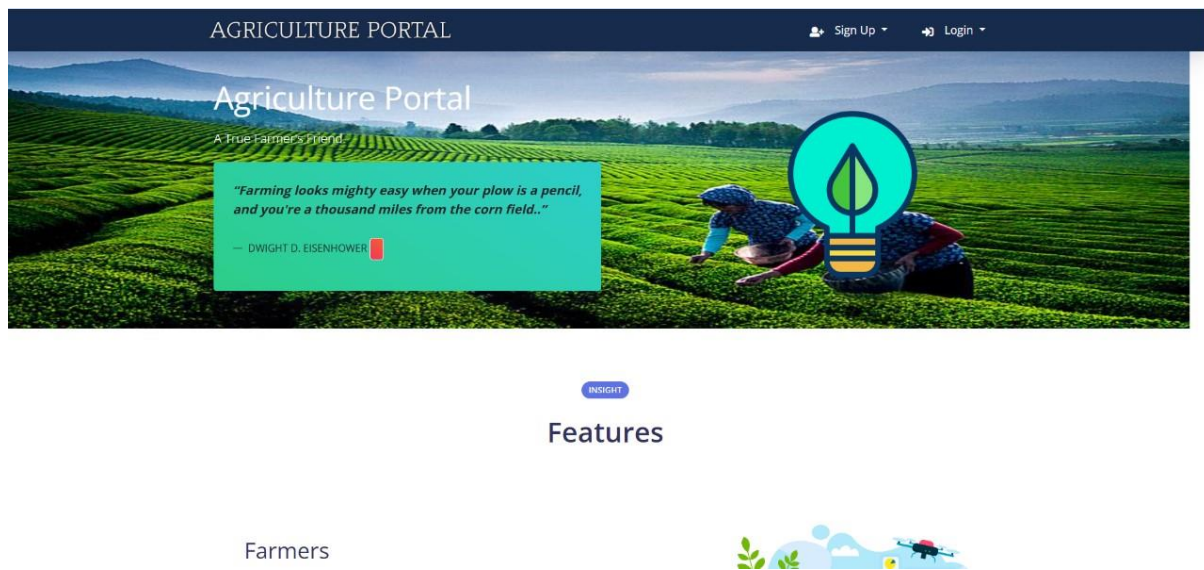 AGRICULTURE PORTAL
Sign Up
Login
Agriculture Portal
A True Farmer's Friend.
“Farming looks mighty easy when your plow is a pencil,
and you're a thousand miles from the corn field..”
— DWIGHT D. EISENHOWER
INSIGHT
Features
Farmers